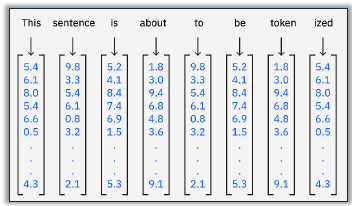 This sentence is about to be token ized
5.4 9.8 5.2 1.8 9.8 5.2 1.8 5.4
6.1 3.3 4.1 3.0 3.3 4.1 3.0 6.1
8.0 5.4 8.4 9.4 5.4 8.4 9.4 8.0
5.4 6.1 7.4 6.8 6.1 7.4 6.8 5.4
6.6 0.8 6.9 4.8 0.8 6.9 4.8 6.6
0.5 3.2 1.5 3.6 3.2 1.5 3.6 0.5
. . . . . . . .
. . . . . . . .
. . . . . . . .
4.3 2.1 5.3 9.1 2.1 5.3 9.1 4.3